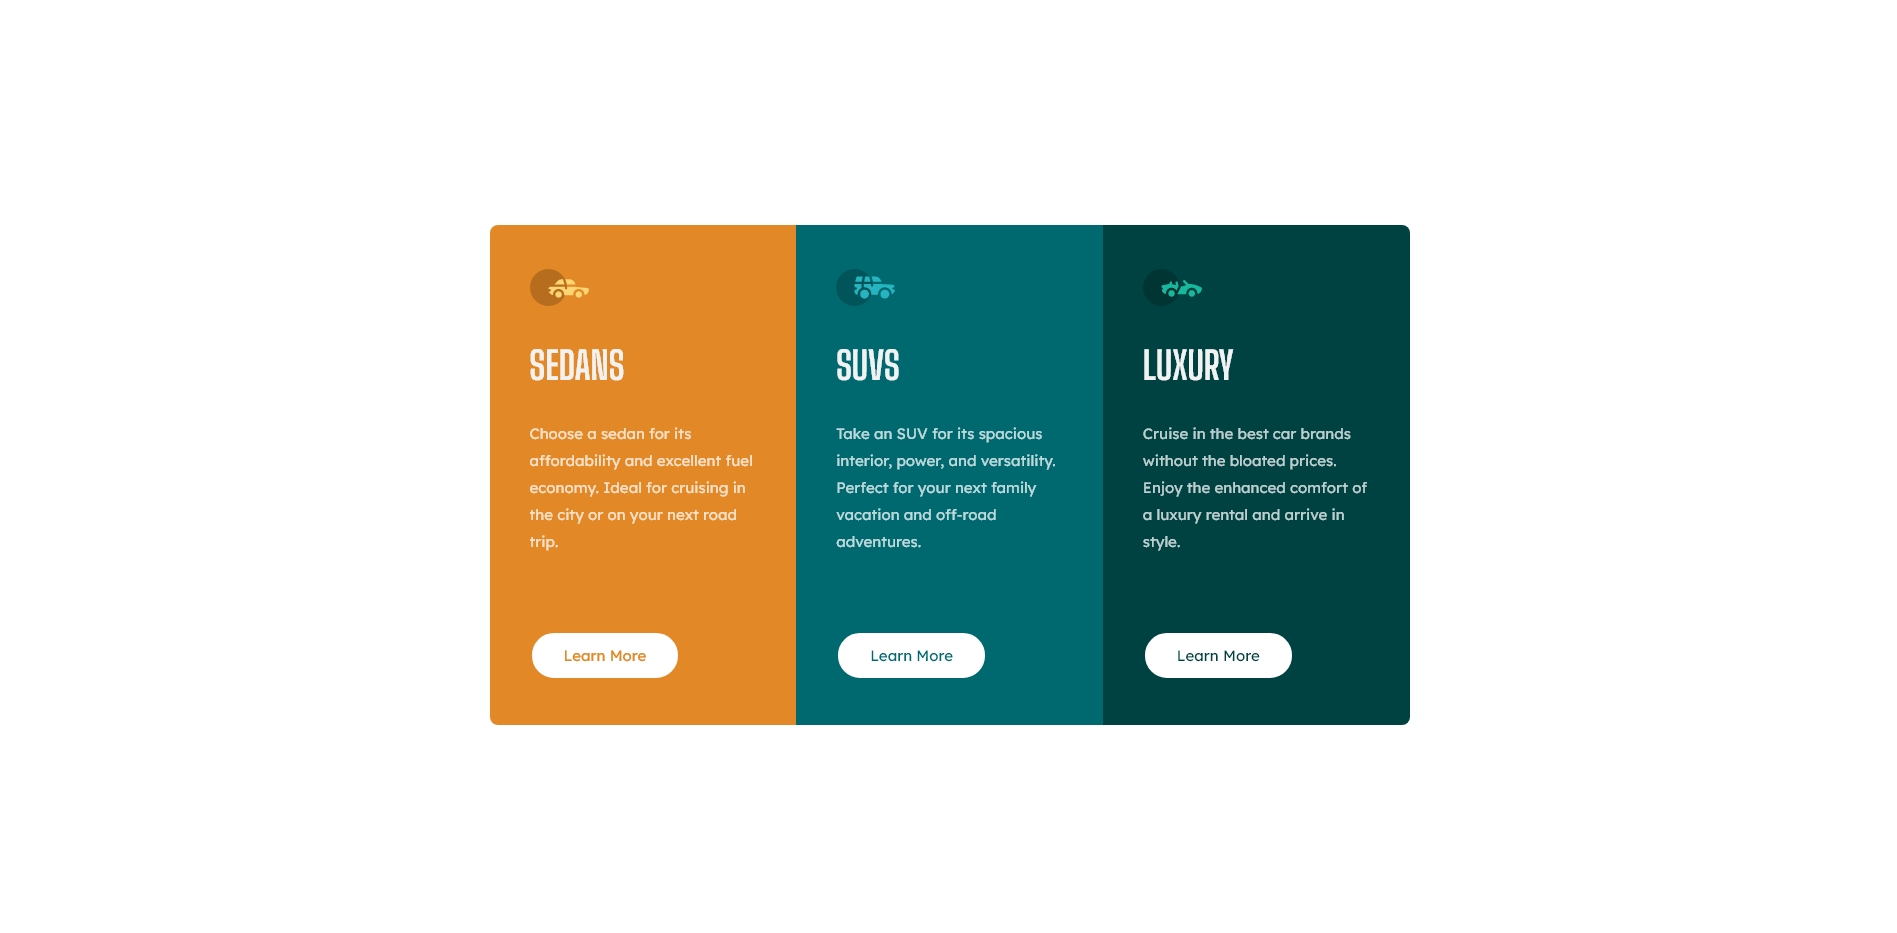 SEDANS
Choose a sedan for its
affordability and excellent fuel
economy. Ideal for cruising in
the city or on your next road
trip.
Learn More
SUVS
Take an SUV for its spacious
interior, power, and versatility.
Perfect for your next family
vacation and off-road
adventures.
Learn More
LUXURY
Cruise in the best car brands
without the bloated prices.
Enjoy the enhanced comfort of
a luxury rental and arrive in
style.
Learn More